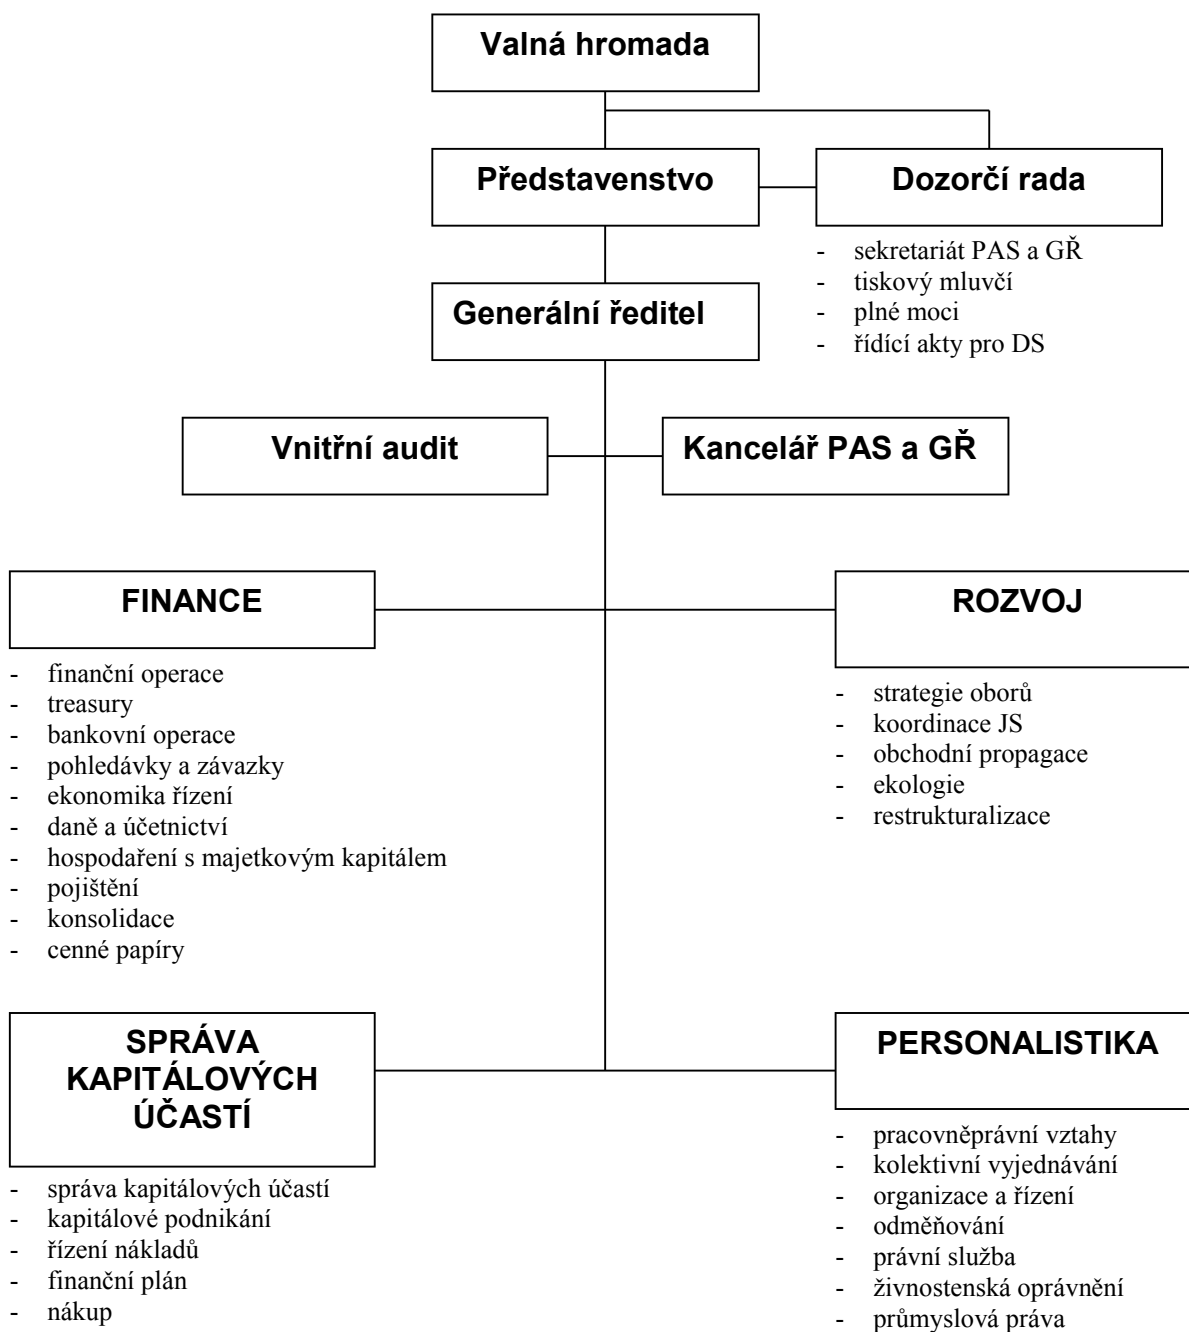 Valná hromada
Představenstvo
Dozorčí rada
- sekretariát PAS a GŘ
- tiskový mluvčí
- plné moci
- řídící akty pro DS
Generální ředitel
Vnitřní audit
Kancelář PAS a GŘ
FINANCE
- finanční operace
- treasury
- bankovní operace
- pohledávky a závazky
- ekonomika řízení
- daně a účetnictví
- hospodaření s majetkovým kapitálem
- pojištění
- konsolidace
- cenné papíry
ROZVOJ
- strategie oborů
- koordinace JS
- obchodní propagace
- ekologie
- restrukturalizace
SPRÁVA
KAPITÁLOVÝCH
ÚČASTÍ
- správa kapitálových účastí
- kapitálové podnikání
- řízení nákladů
- finanční plán
- nákup
PERSONALISTIKA
- pracovněprávní vztahy
- kolektivní vyjednávání
- organizace a řízení
- odměňování
- právní služba
- živnostenská oprávnění
- průmyslová práva